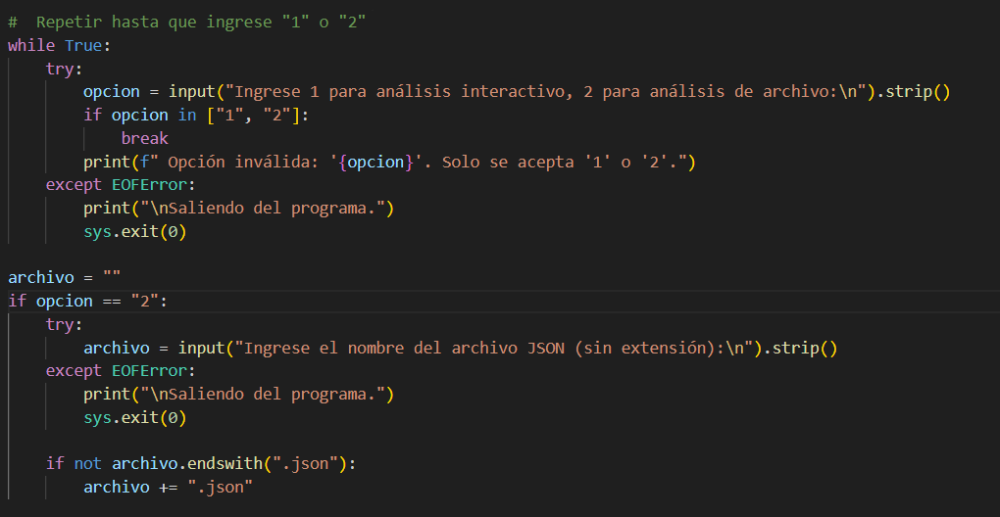 #  Repetir hasta que ingrese "1" o "2"
while True:
    try:
        opcion = input("Ingrese 1 para análisis interactivo, 2 para análisis de archivo:\n").strip()
        if opcion in ["1", "2"]:
            break
        print(f" Opción inválida: '{opcion}'. Solo se acepta '1' o '2'.")
    except EOFError:
        print("\nSaliendo del programa.")
        sys.exit(0)

archivo = ""
if opcion == "2":
    try:
        archivo = input("Ingrese el nombre del archivo JSON (sin extensión):\n").strip()
    except EOFError:
        print("\nSaliendo del programa.")
        sys.exit(0)

    if not archivo.endswith(".json"):
        archivo += ".json"